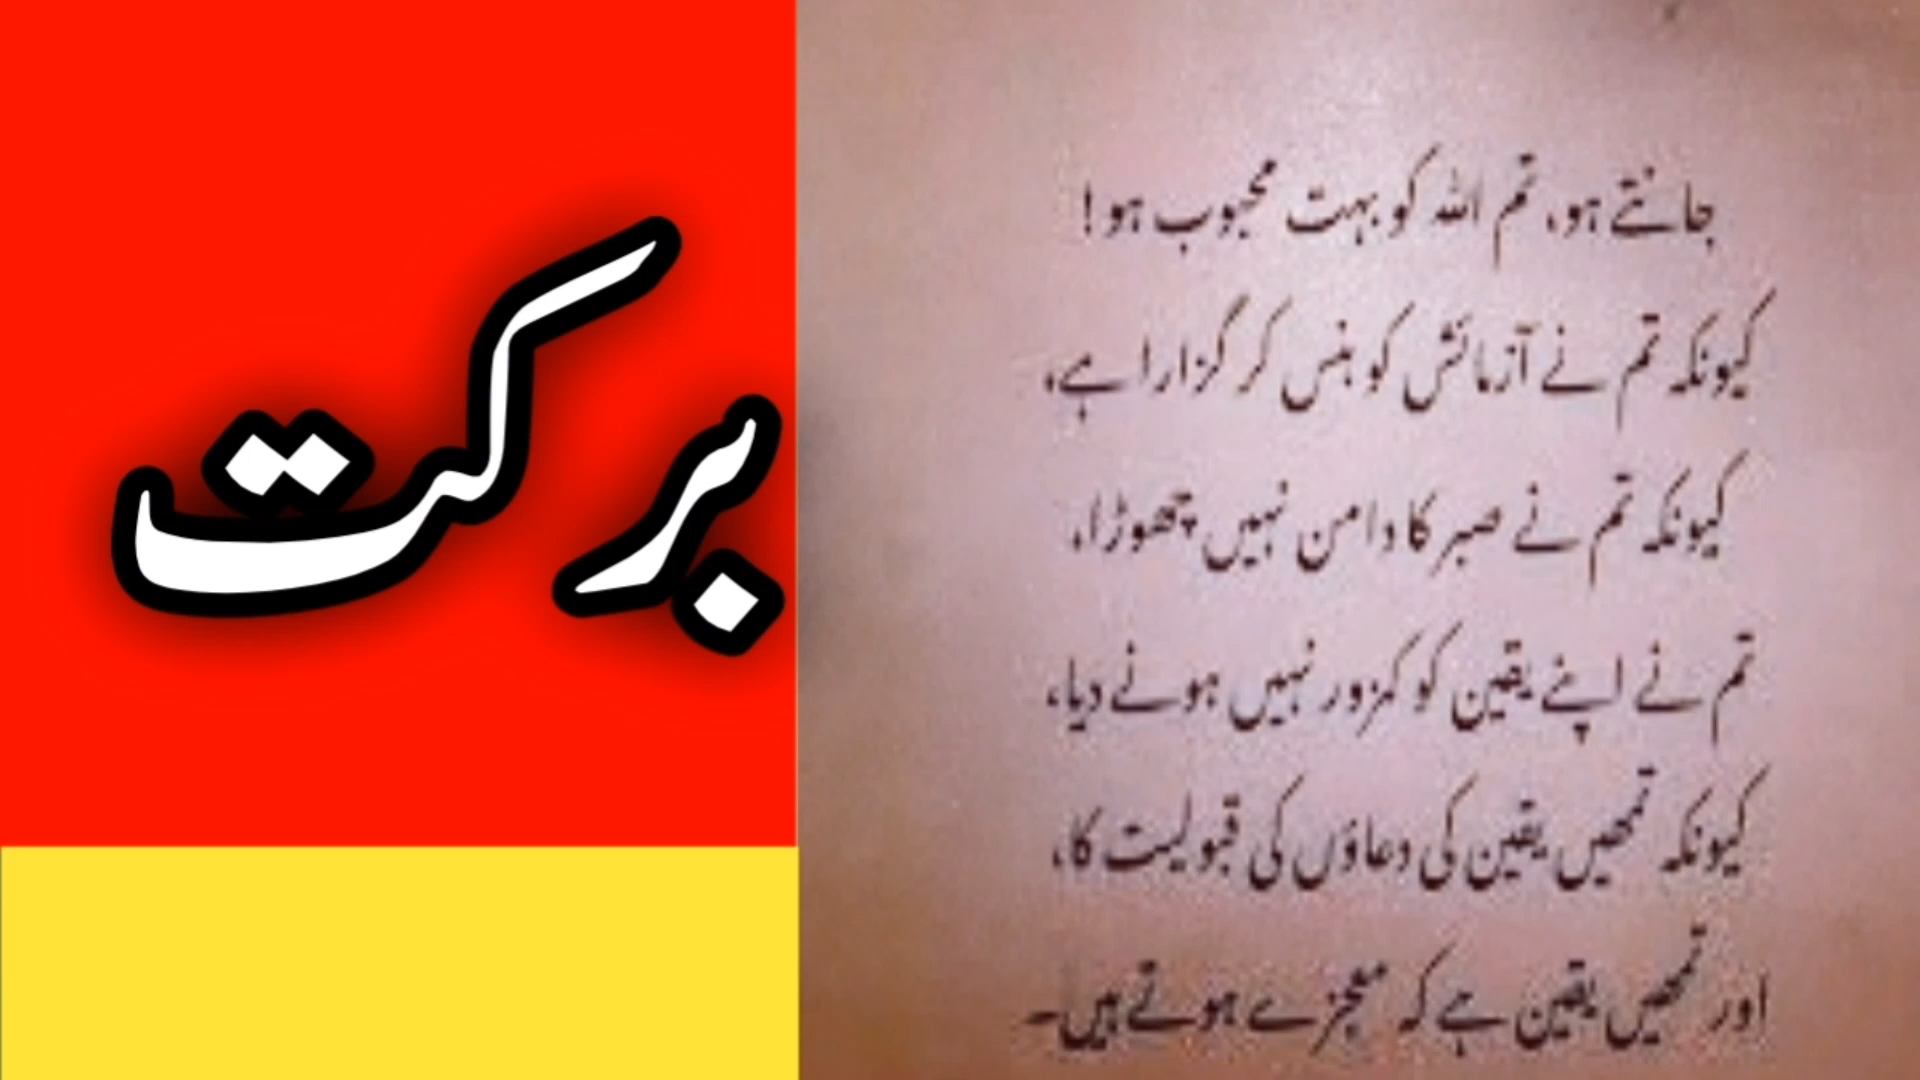 برکت
جانتے ہو، تم اللہ کو بہت محبوب ہو!
کیونکہ تم نے آزمائش کو ہنس کر گزارا ہے،
کیونکہ تم نے صبر کا دامن نہیں چھوڑا،
تم نے اپنے یقین کو کمزور نہیں ہونے دیا،
کیونکہ تمھیں یقین کی دعاؤں کی قبولیت کا،
اور تمھیں یقین ہے کہ معجزے ہوتے ہیں۔